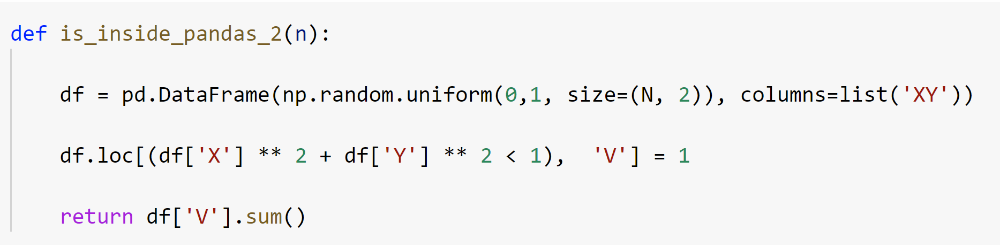 def is_inside_pandas_2(n):
    df = pd.DataFrame(np.random.uniform(0,1, size=(N, 2)), columns=list('XY'))
    df.loc[(df['X'] ** 2 + df['Y'] ** 2 < 1),  'V'] = 1
    return df['V'].sum()